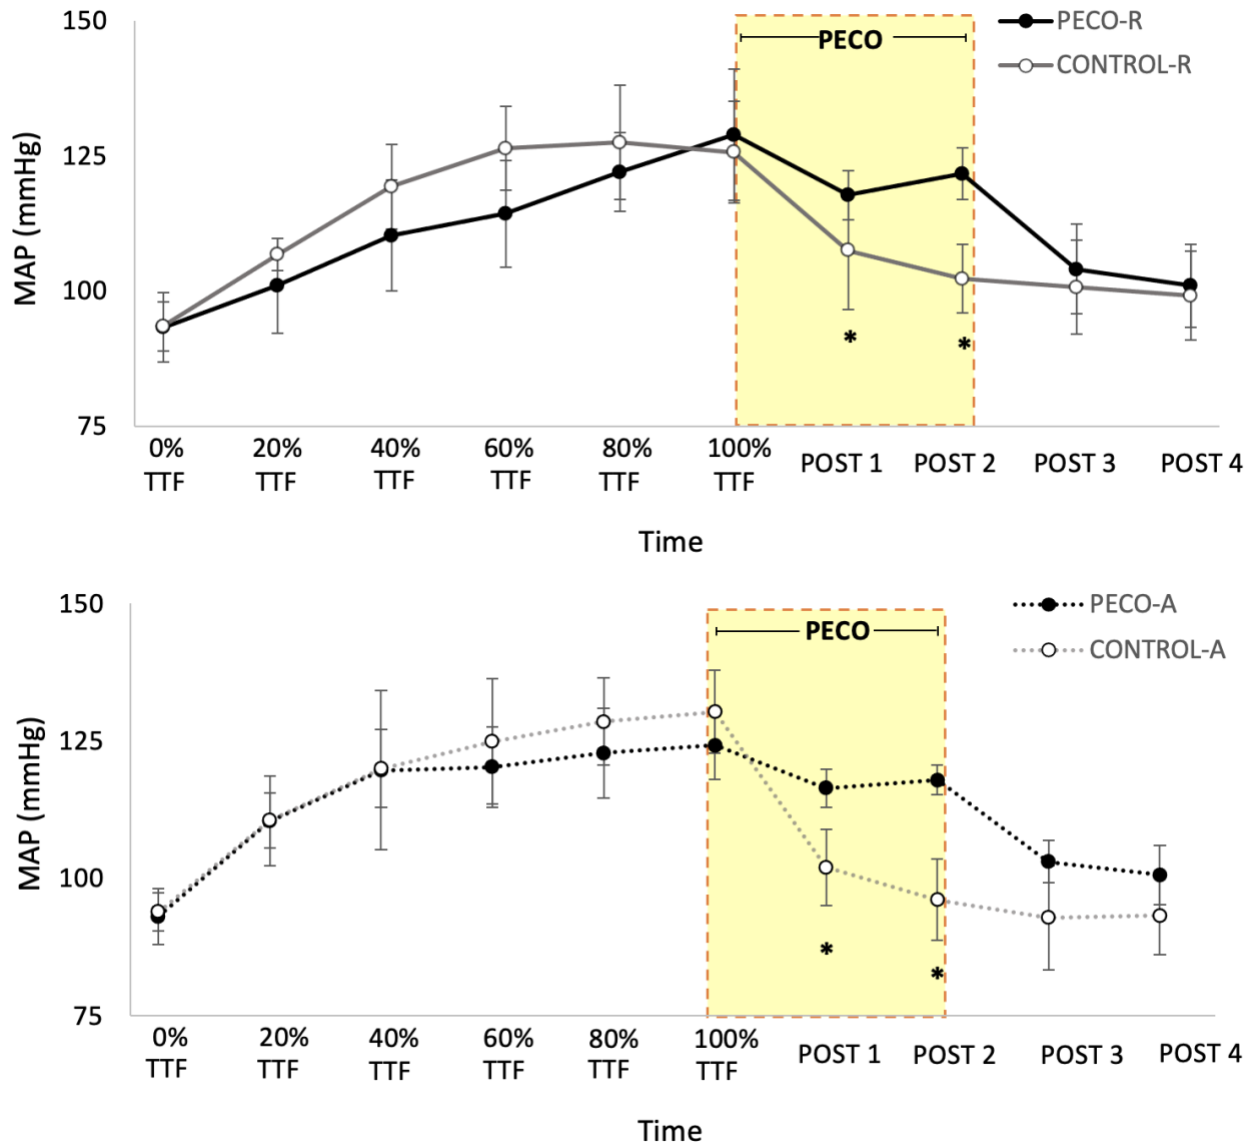 150
125
100
75
MAP (mmHg)
PECO
PECO-R
CONTROL-R
*
*
0% TTF
20% TTF
40% TTF
60% TTF
80% TTF
100% TTF
POST 1
POST 2
POST 3
POST 4
Time
150
125
100
75
MAP (mmHg)
PECO
PECO-A
CONTROL-A
*
*
0% TTF
20% TTF
40% TTF
60% TTF
80% TTF
100% TTF
POST 1
POST 2
POST 3
POST 4
Time